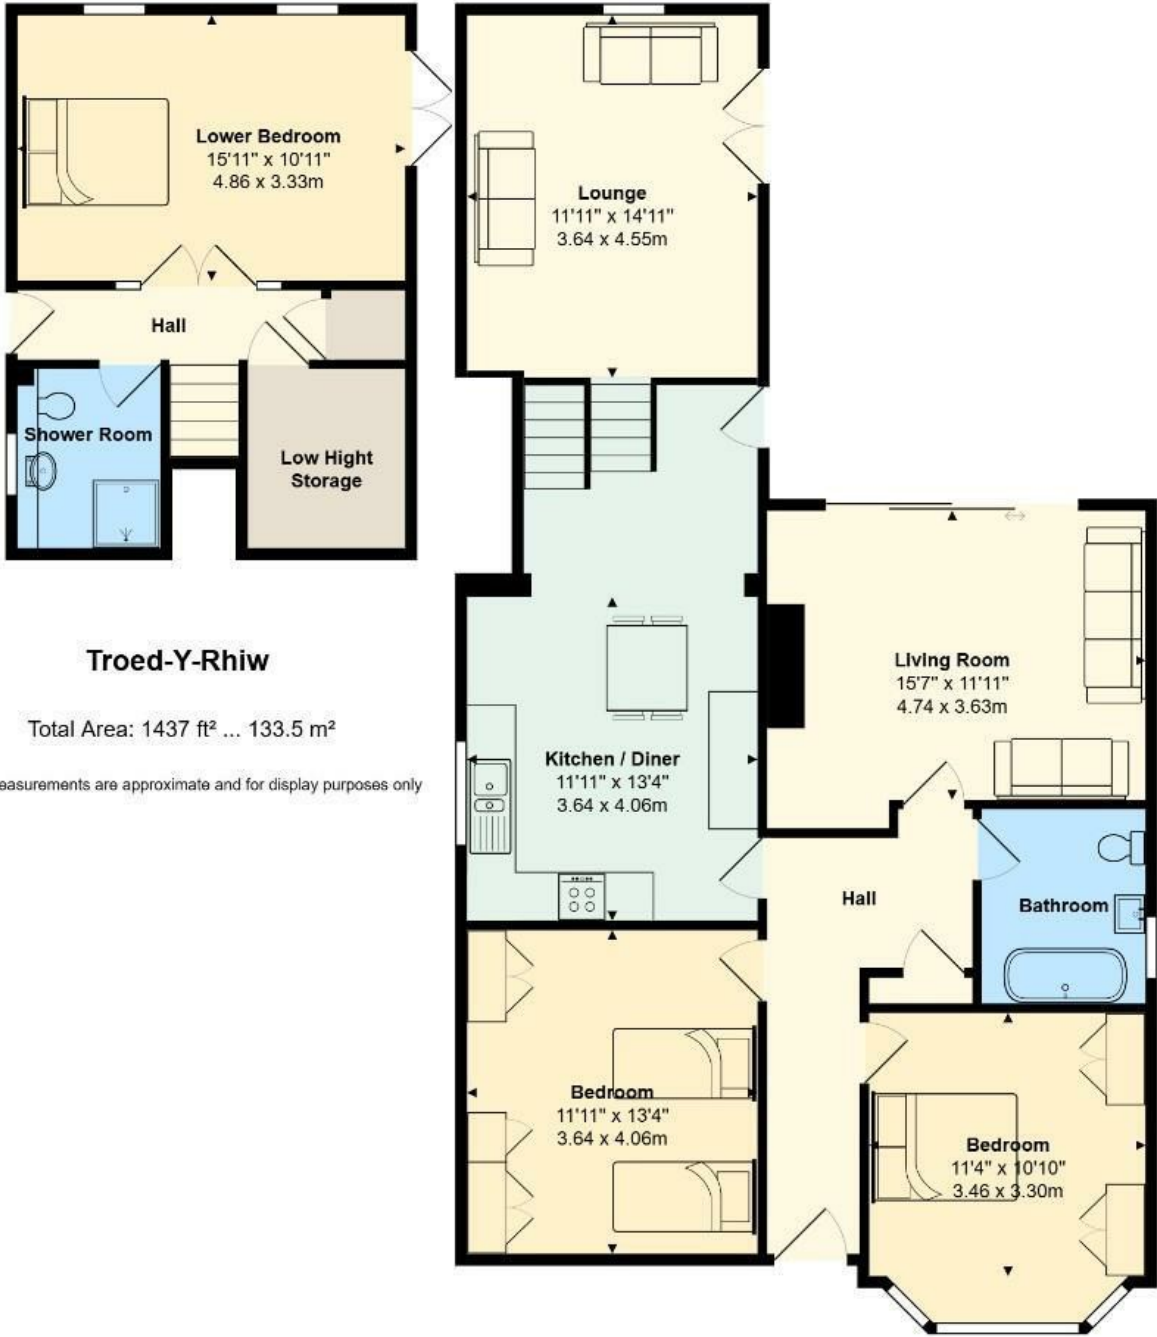 Lower Bedroom
15'11" x 10'11"
4.86 x 3.33m
Hall
Shower Room
Low Hight
Storage
Lounge
11'11" x 14'11"
3.64 x 4.55m
Living Room
15'7" x 11'11"
4.74 x 3.63m
Kitchen / Diner
11'11" x 13'4"
3.64 x 4.06m
Hall
Bathroom
Bedroom
11'11" x 13'4"
3.64 x 4.06m
Bedroom
11'4" x 10'10"
3.46 x 3.30m
Troed-Y-Rhiw
Total Area: 1437 ft² ... 133.5 m²
easurements are approximate and for display purposes only